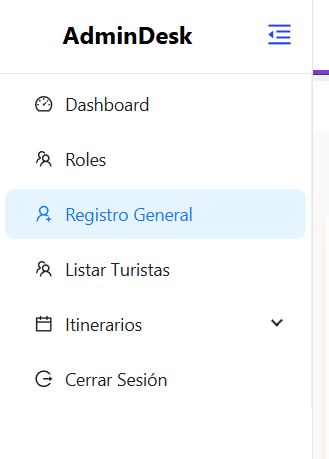 AdminDesk
Dashboard
Roles
Registro General
Listar Turistas
Itinerarios
Cerrar Sesión